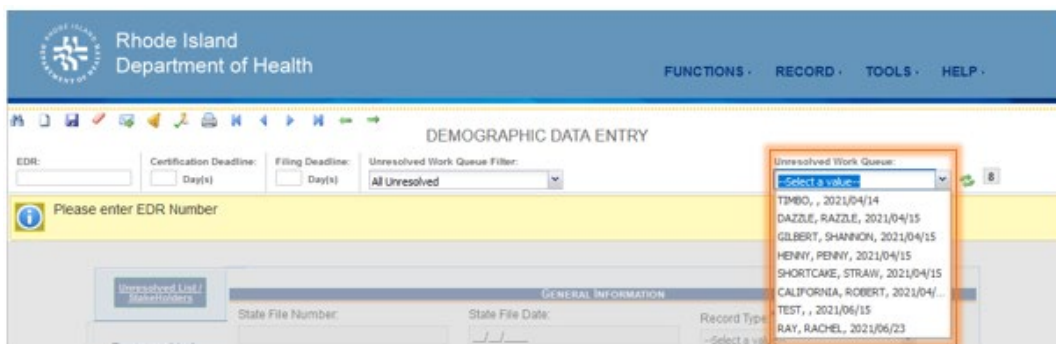 Rhode Island
Department of Health
FUNCTIONS RECORD TOOLS HELP
DEMOGRAPHIC DATA ENTRY
EDR: Certification Deadline: Filing Deadline: Unresolved Work Queue Filter: Unresolved Work Queue:
Day(s) Day(s) All Unresolved --Select a value-- 8
Please enter EDR Number
TIMBO, , 2021/04/14
DAZZLE, RAZZLE, 2021/04/15
GILBERT, SHANNON, 2021/04/15
HENNY, PENNY, 2021/04/15
SHORTCAKE, STRAW, 2021/04/15
CALIFORNIA, ROBERT, 2021/04/...
TEST, , 2021/06/15
RAY, RACHEL, 2021/06/23
Unresolved List /
Stakeholders
GENERAL INFORMATION
State File Number: State File Date: Record Type
__/__/____ --Select a val